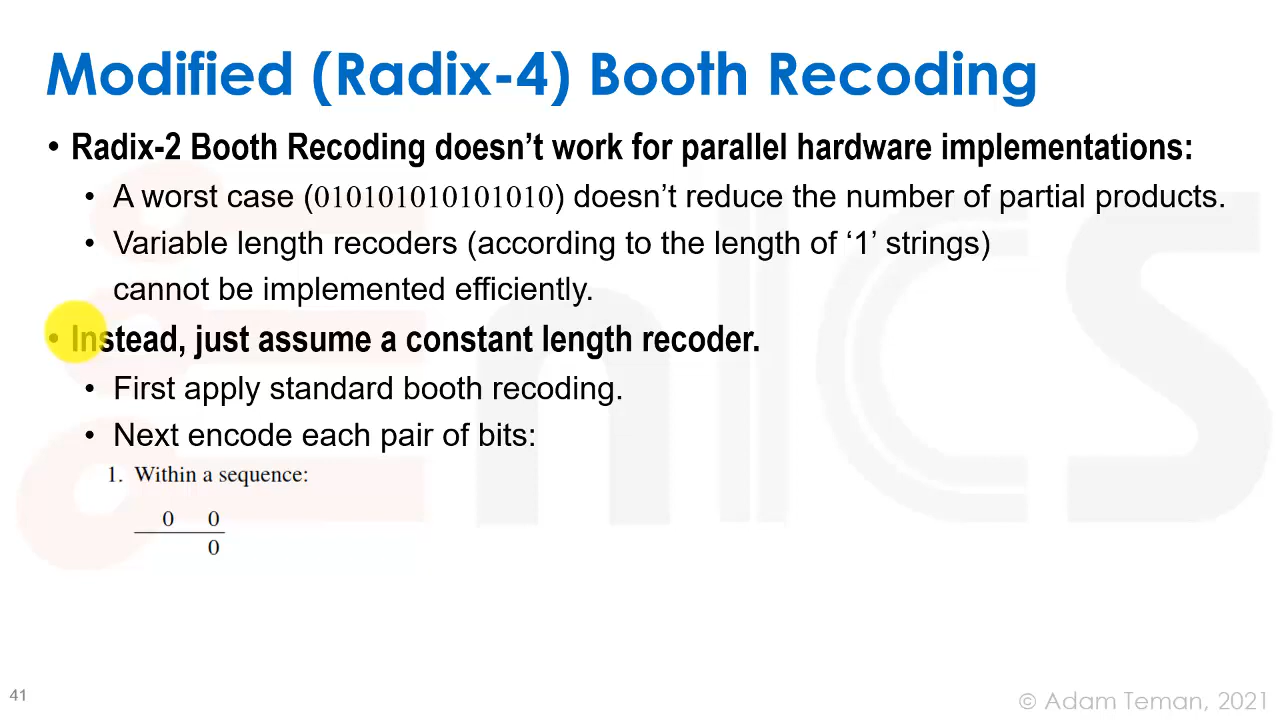 Modified (Radix-4) Booth Recoding
• Radix-2 Booth Recoding doesn’t work for parallel hardware implementations:
• A worst case (010101010101010) doesn’t reduce the number of partial products.
• Variable length recoders (according to the length of ‘1’ strings)
cannot be implemented efficiently.
• Instead, just assume a constant length recoder.
• First apply standard booth recoding.
• Next encode each pair of bits:
1. Within a sequence:
0 0
0
41
© Adam Teman, 2021